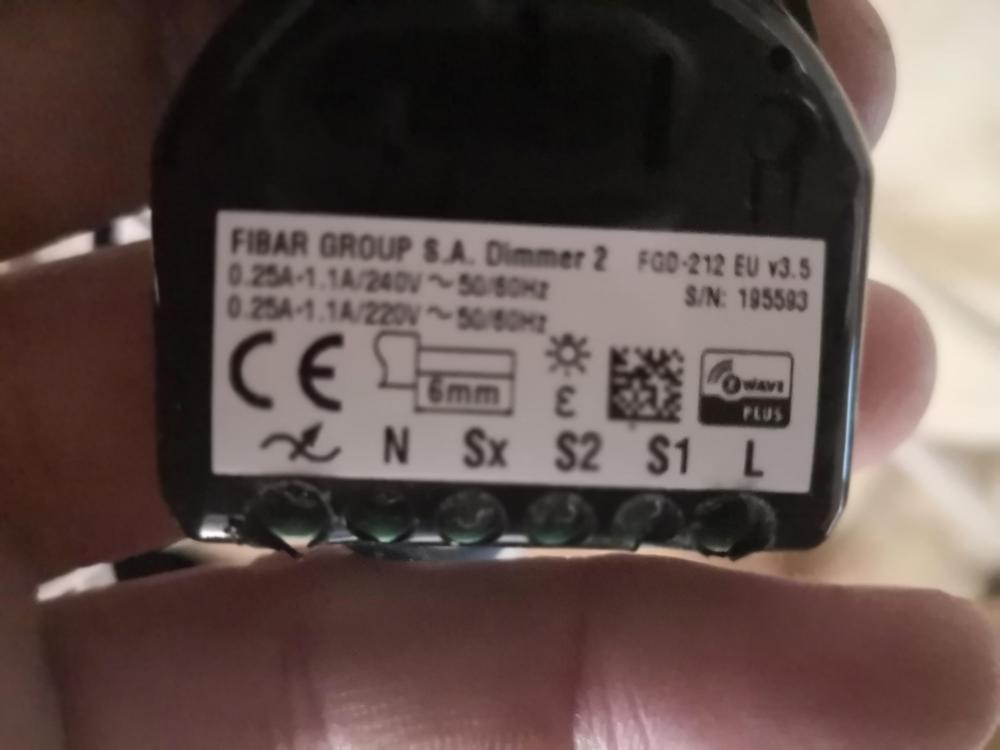 FIBAR GROUP S.A. Dimmer 2 FGD-212 EU v3.5
0.25A-1.1A/240V ~ 50/60Hz S/N: 195593
0.25A-1.1A/220V ~ 50/60Hz
CE 6mm ε Z WAVE PLUS
N Sx S2 S1 L